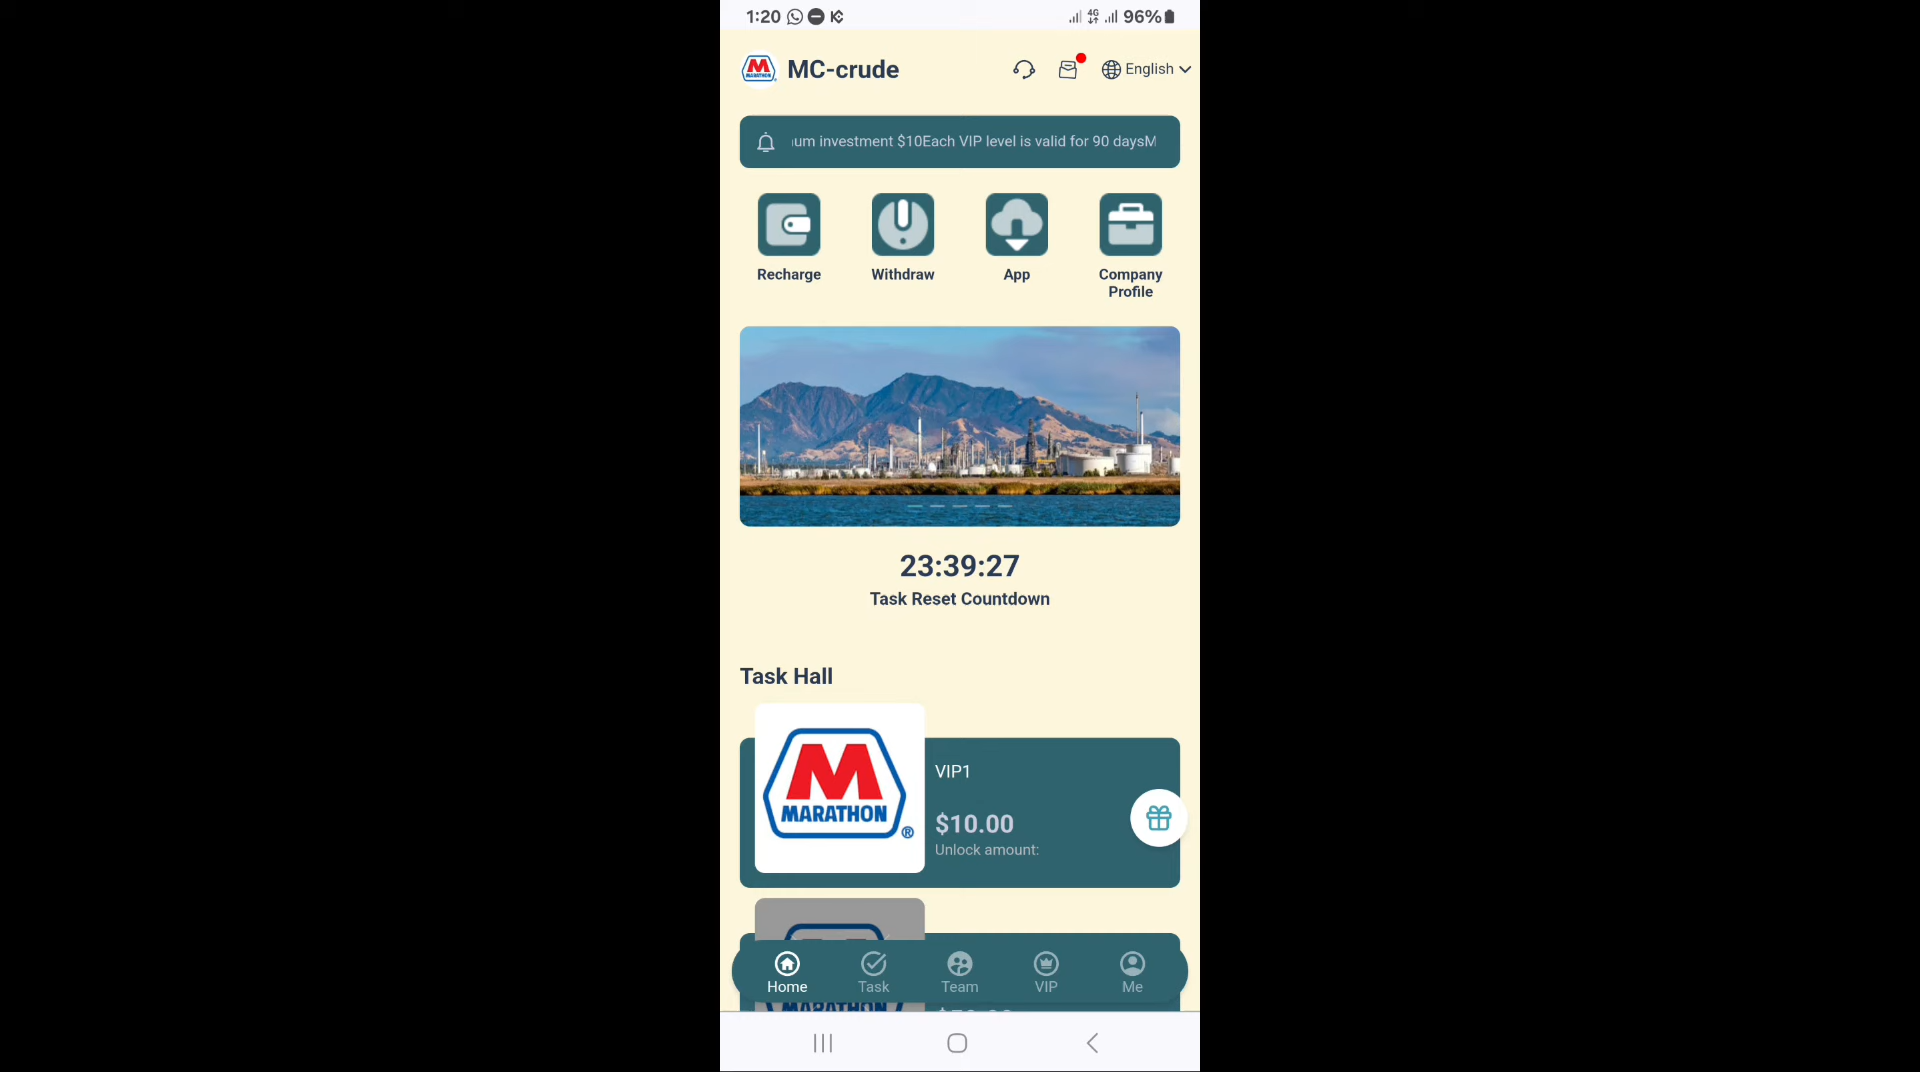 1:20 4G 96%
MC-crude English
num investment $10Each VIP level is valid for 90 daysM
Recharge Withdraw App Company Profile
23:39:27
Task Reset Countdown
Task Hall
M
MARATHON ®
VIP1
$10.00
Unlock amount:
Home Task Team VIP Me